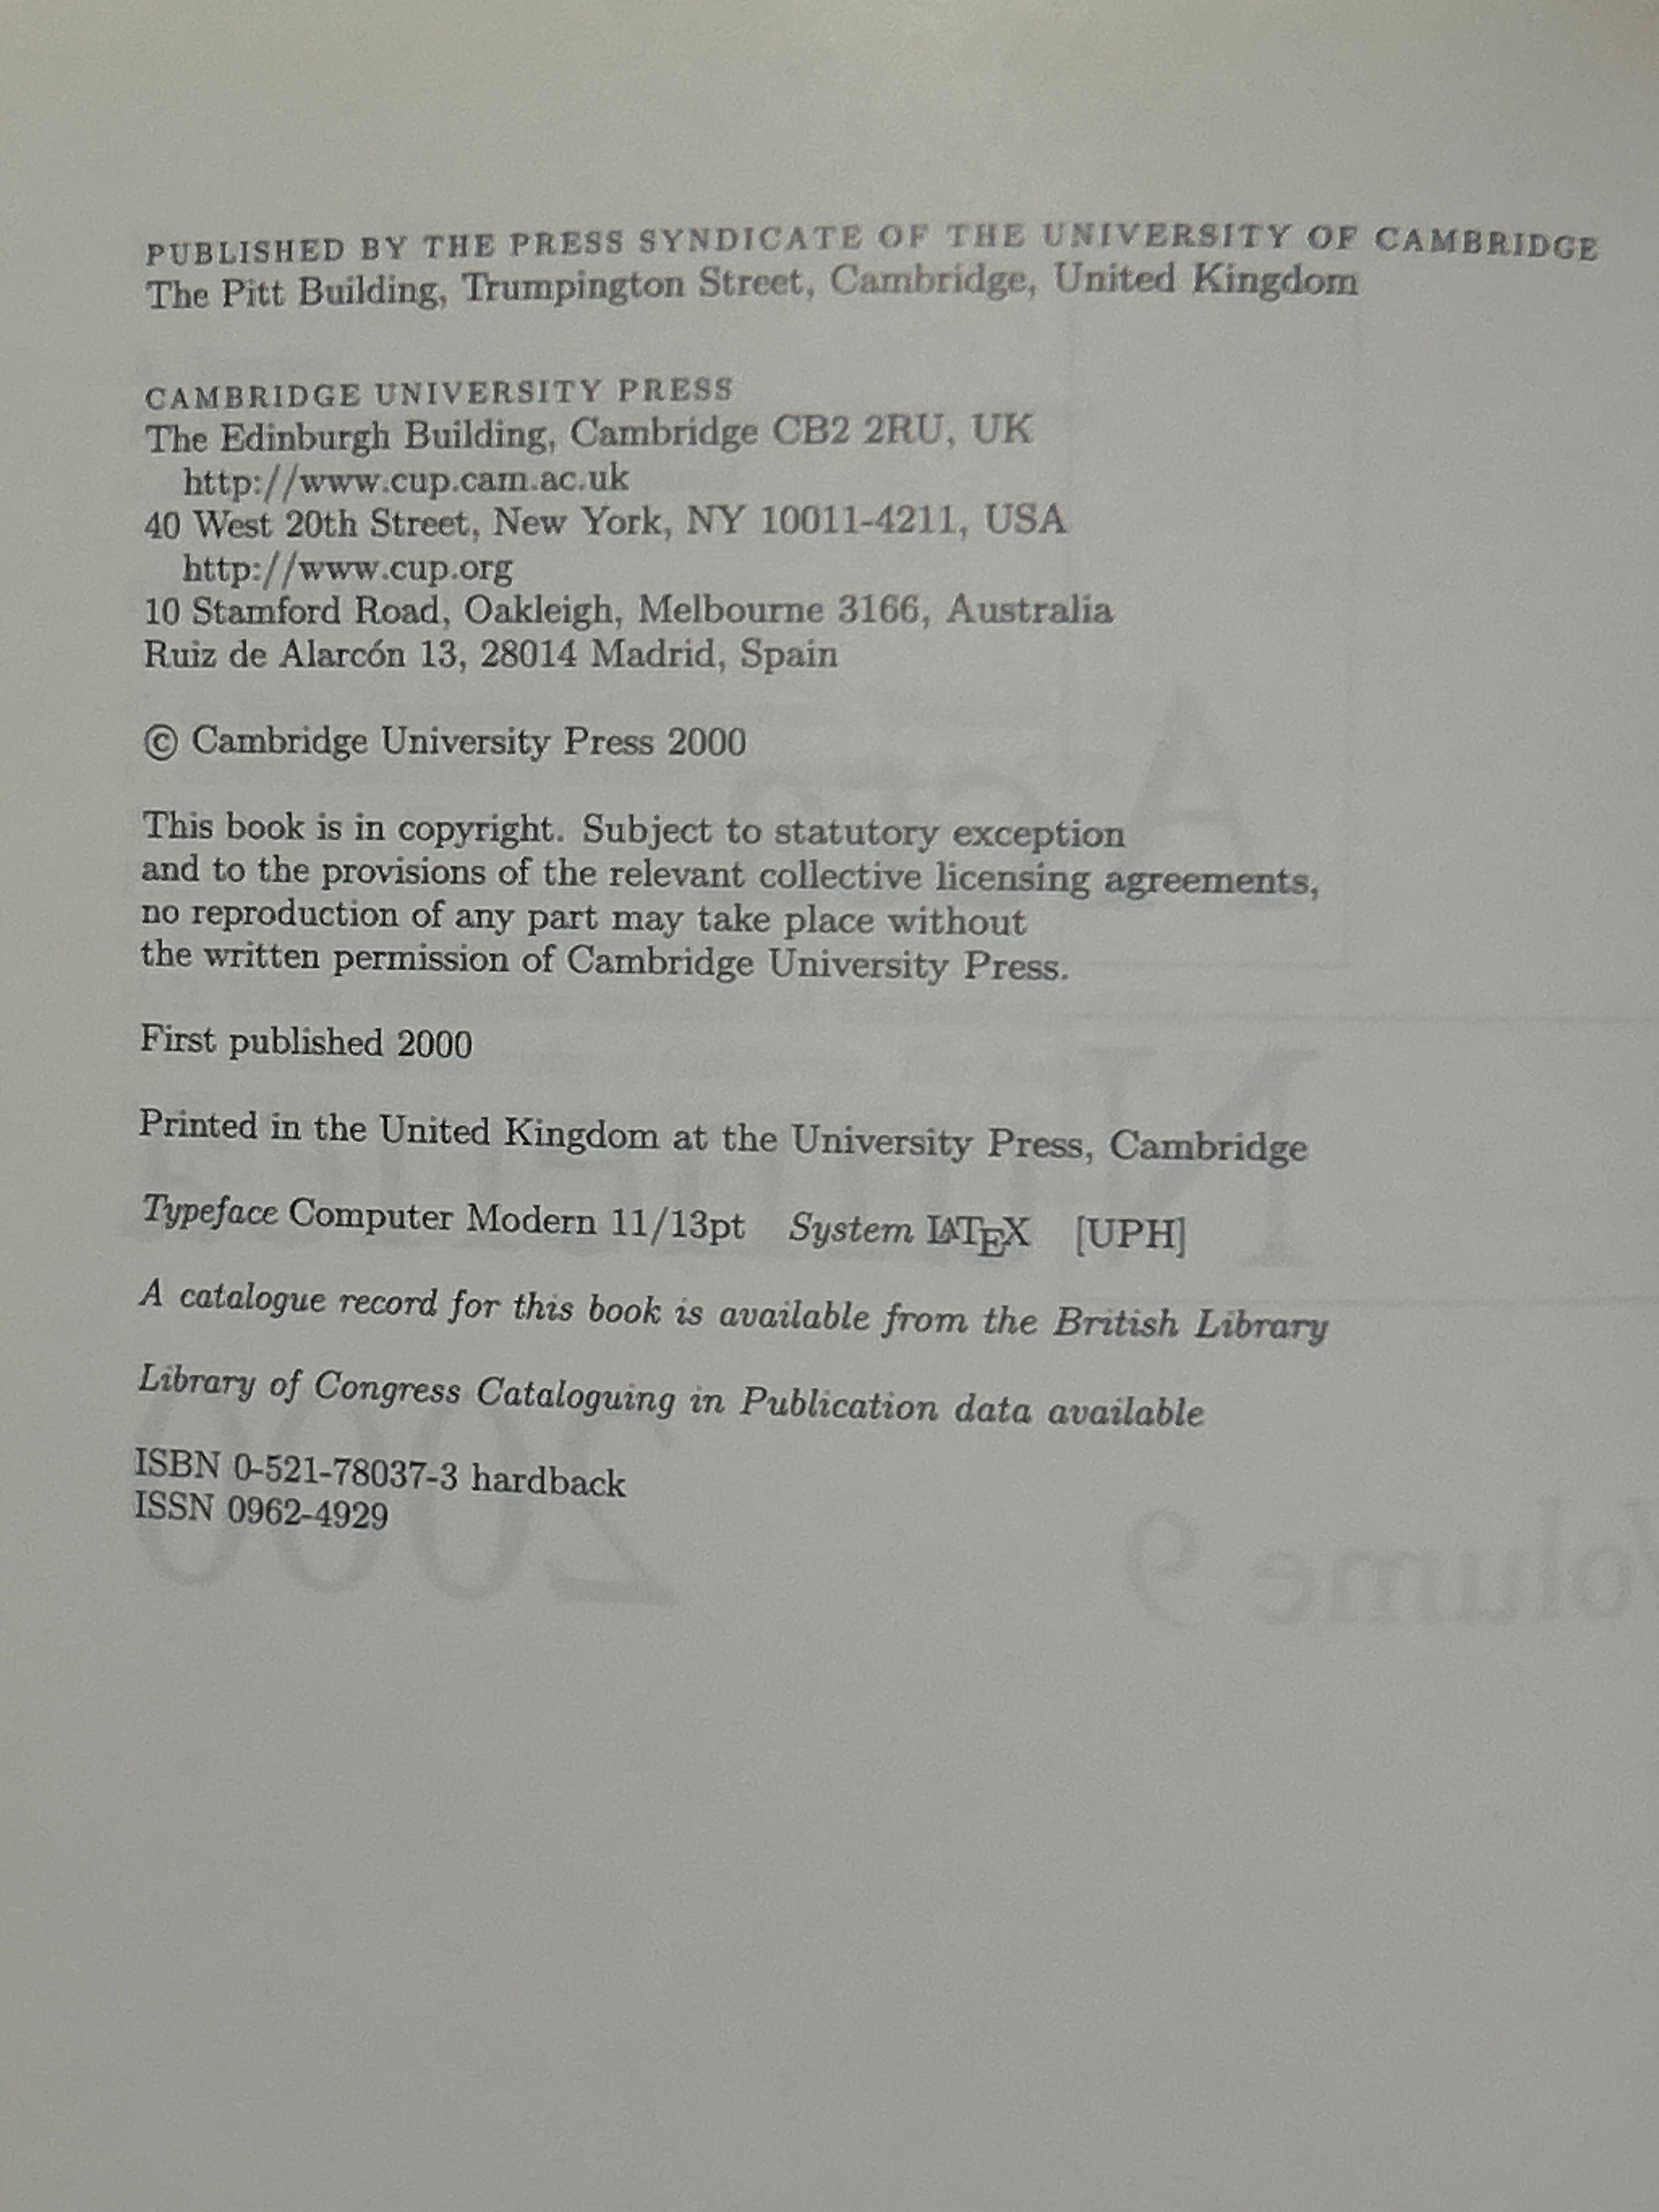 PUBLISHED BY THE PRESS SYNDICATE OF THE UNIVERSITY OF CAMBRIDGE
The Pitt Building, Trumpington Street, Cambridge, United Kingdom
CAMBRIDGE UNIVERSITY PRESS
The Edinburgh Building, Cambridge CB2 2RU, UK
http://www.cup.cam.ac.uk
40 West 20th Street, New York, NY 10011-4211, USA
http://www.cup.org
10 Stamford Road, Oakleigh, Melbourne 3166, Australia
Ruiz de Alarcón 13, 28014 Madrid, Spain
© Cambridge University Press 2000
This book is in copyright. Subject to statutory exception
and to the provisions of the relevant collective licensing agreements,
no reproduction of any part may take place without
the written permission of Cambridge University Press.
First published 2000
Printed in the United Kingdom at the University Press, Cambridge
Typeface Computer Modern 11/13pt System LATEX [UPH]
A catalogue record for this book is available from the British Library
Library of Congress Cataloguing in Publication data available
ISBN 0-521-78037-3 hardback
ISSN 0962-4929
2000
9